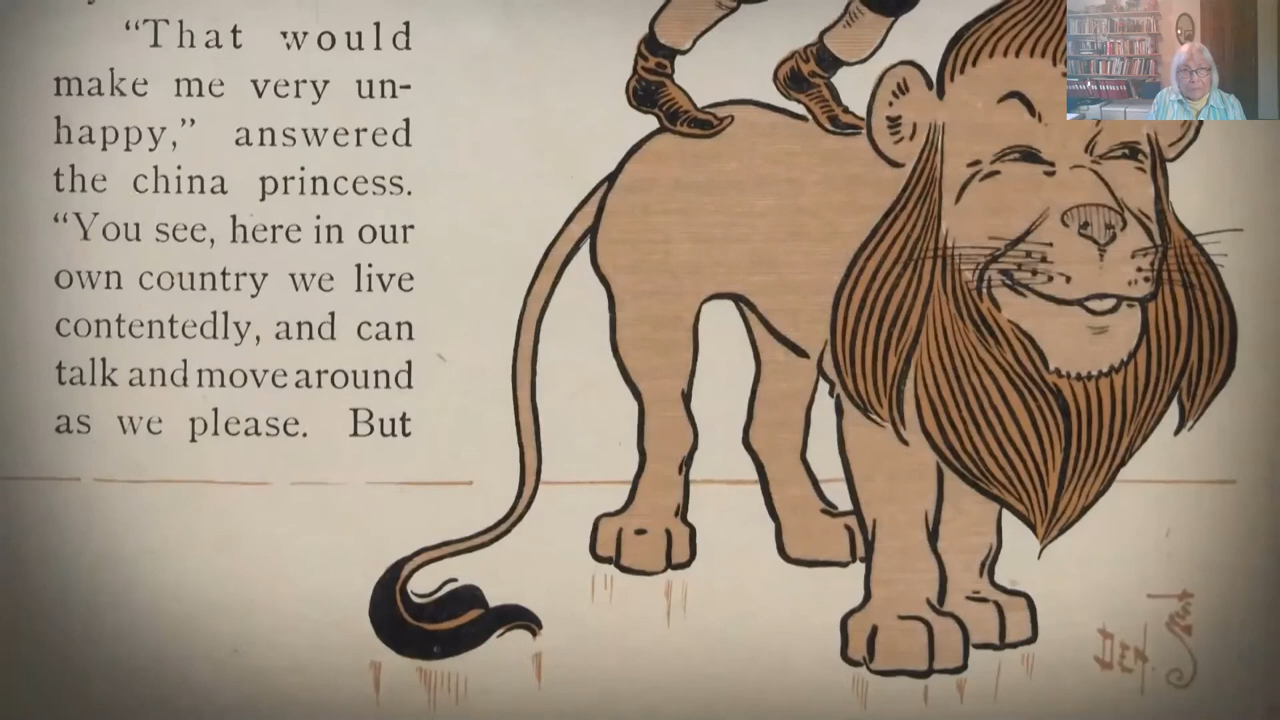 “That would
make me very un-
happy,” answered
the china princess.
“You see, here in our
own country we live
contentedly, and can
talk and move around
as we please. But